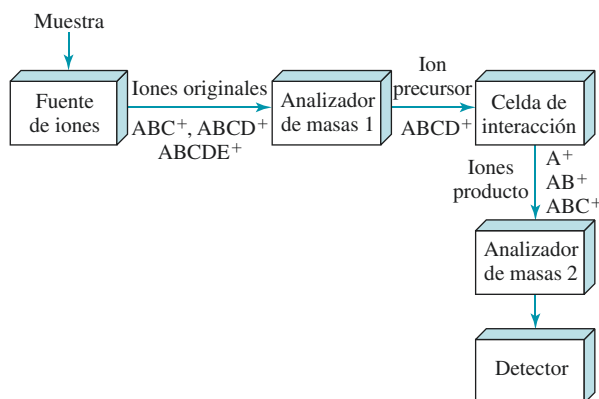 Muestra
Fuente
de iones
Iones originales
ABC⁺, ABCD⁺
ABCDE⁺
Analizador
de masas 1
Ion
precursor
ABCD⁺
Celda de
interacción
Iones
producto
A⁺
AB⁺
ABC⁺
Analizador
de masas 2
Detector